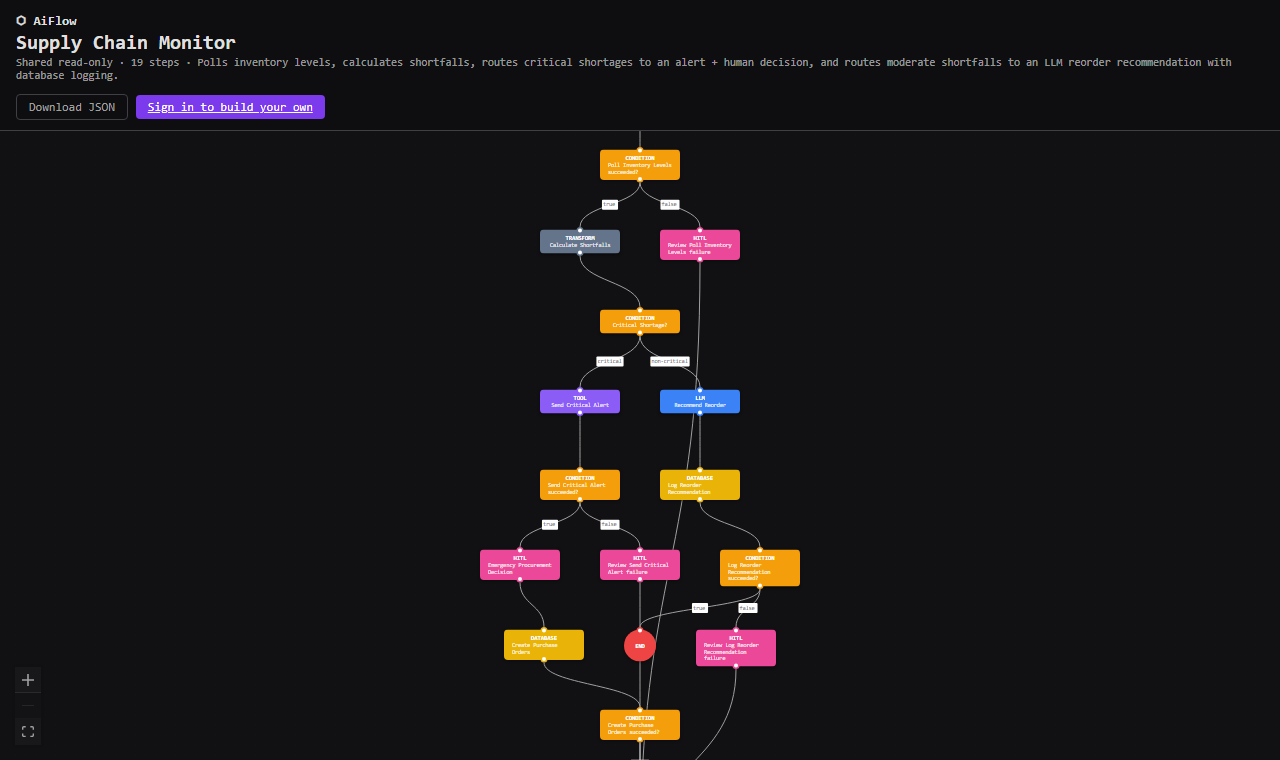 AiFlow
Supply Chain Monitor
Shared read-only · 19 steps · Polls inventory levels, calculates shortfalls, routes critical shortages to an alert + human decision, and routes moderate shortfalls to an LLM reorder recommendation with
database logging.
Download JSON
Sign in to build your own
CONDITION
Poll Inventory Levels
succeeded?
true
false
TRANSFORM
Calculate Shortfalls
HITL
Review Poll Inventory
Levels failure
CONDITION
Critical Shortage?
critical
non-critical
TOOL
Send Critical Alert
LLM
Recommend Reorder
CONDITION
Send Critical Alert
succeeded?
DATABASE
Log Reorder
Recommendation
true
false
HITL
Emergency Procurement
Decision
HITL
Review Send Critical
Alert failure
CONDITION
Log Reorder
Recommendation
succeeded?
true
false
DATABASE
Create Purchase
Orders
END
HITL
Review Log Reorder
Recommendation
failure
CONDITION
Create Purchase
Orders succeeded?